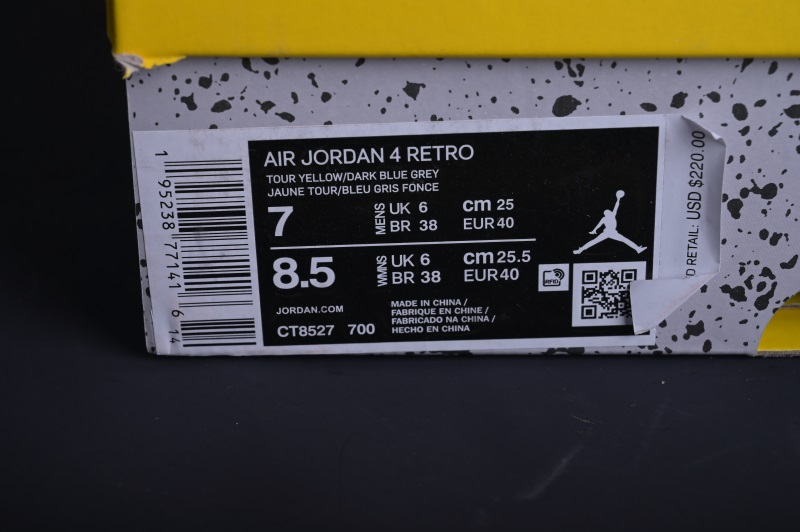 AIR JORDAN 4 RETRO
TOUR YELLOW/DARK BLUE GREY
JAUNE TOUR/BLEU GRIS FONCE
7 MENS UK 6 cm 25
BR 38 EUR 40
8.5 WMNS UK 6 cm 25.5
BR 38 EUR 40
JORDAN.COM
CT8527 700
MADE IN CHINA /
FABRIQUE EN CHINE /
FABRICADO NA CHINA /
HECHO EN CHINA
RFID
1 95238 77141 6 14
D RETAIL: USD $220.00